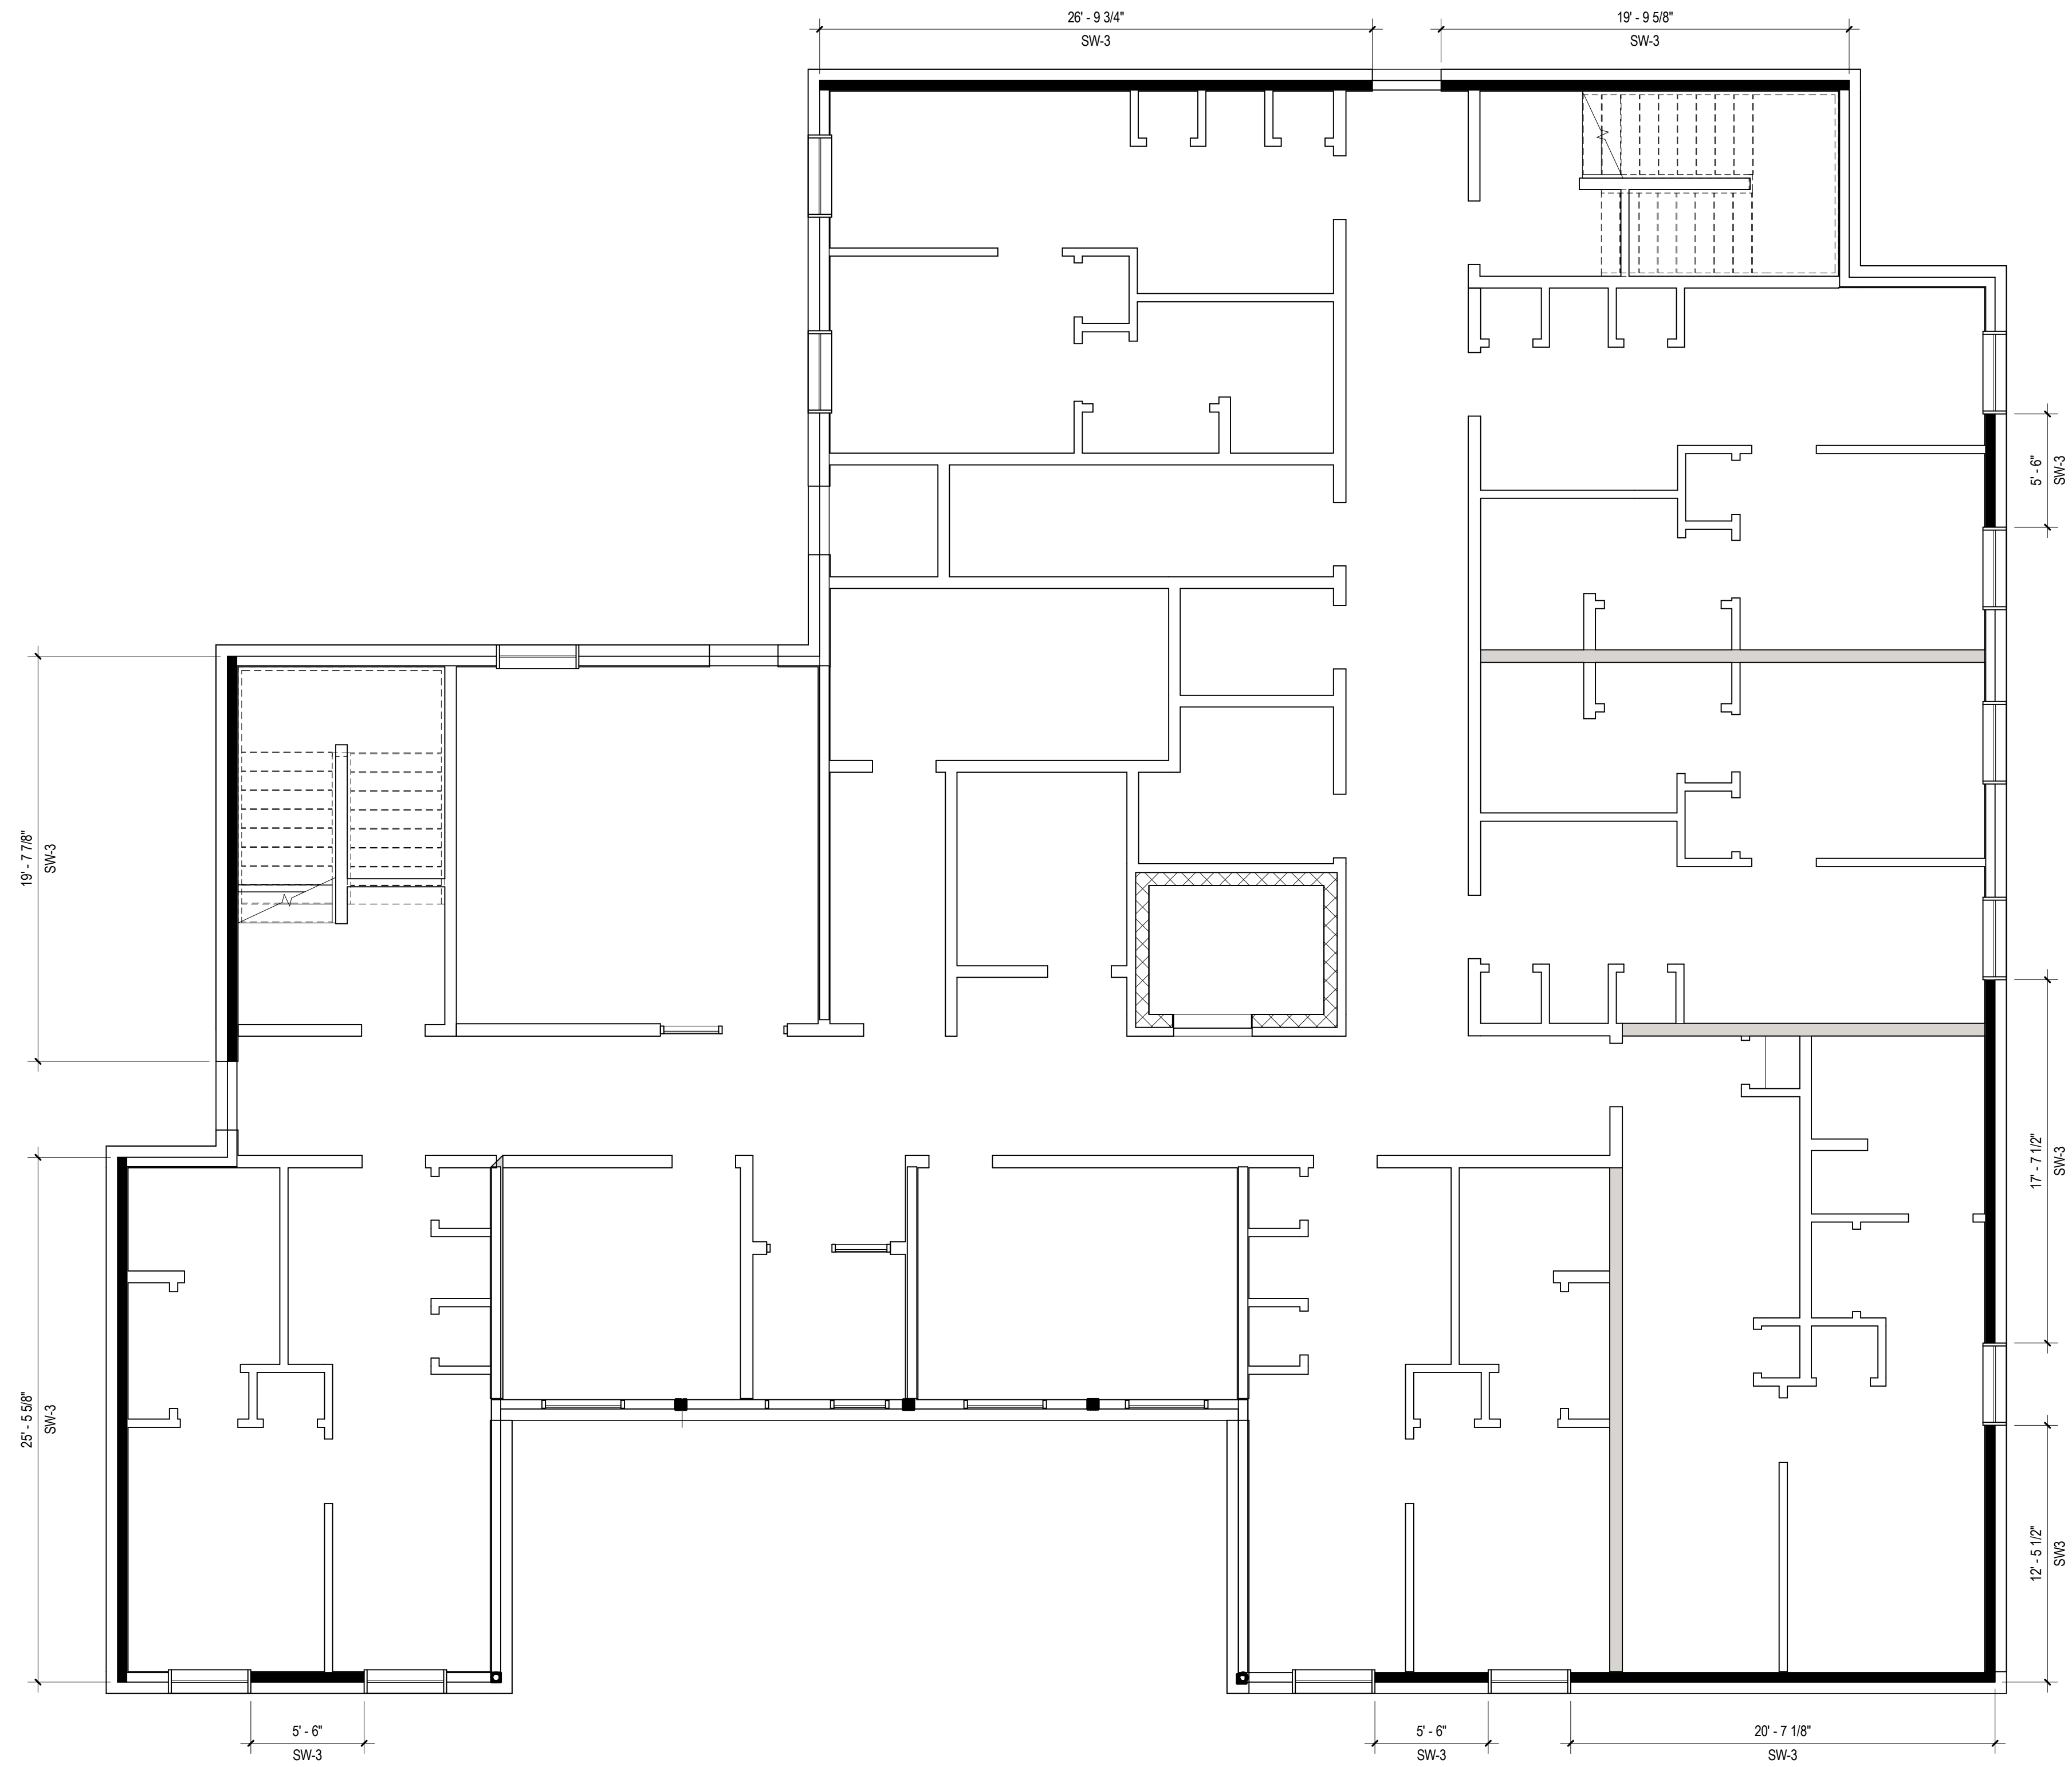 26' - 9 3/4"
SW-3
19' - 9 5/8"
SW-3
5' - 6"
SW-3
19' - 7 7/8"
SW-3
17' - 7 1/2"
SW-3
25' - 5 5/8"
SW-3
12' - 5 1/2"
SW3
5' - 6"
SW-3
5' - 6"
SW-3
20' - 7 1/8"
SW-3